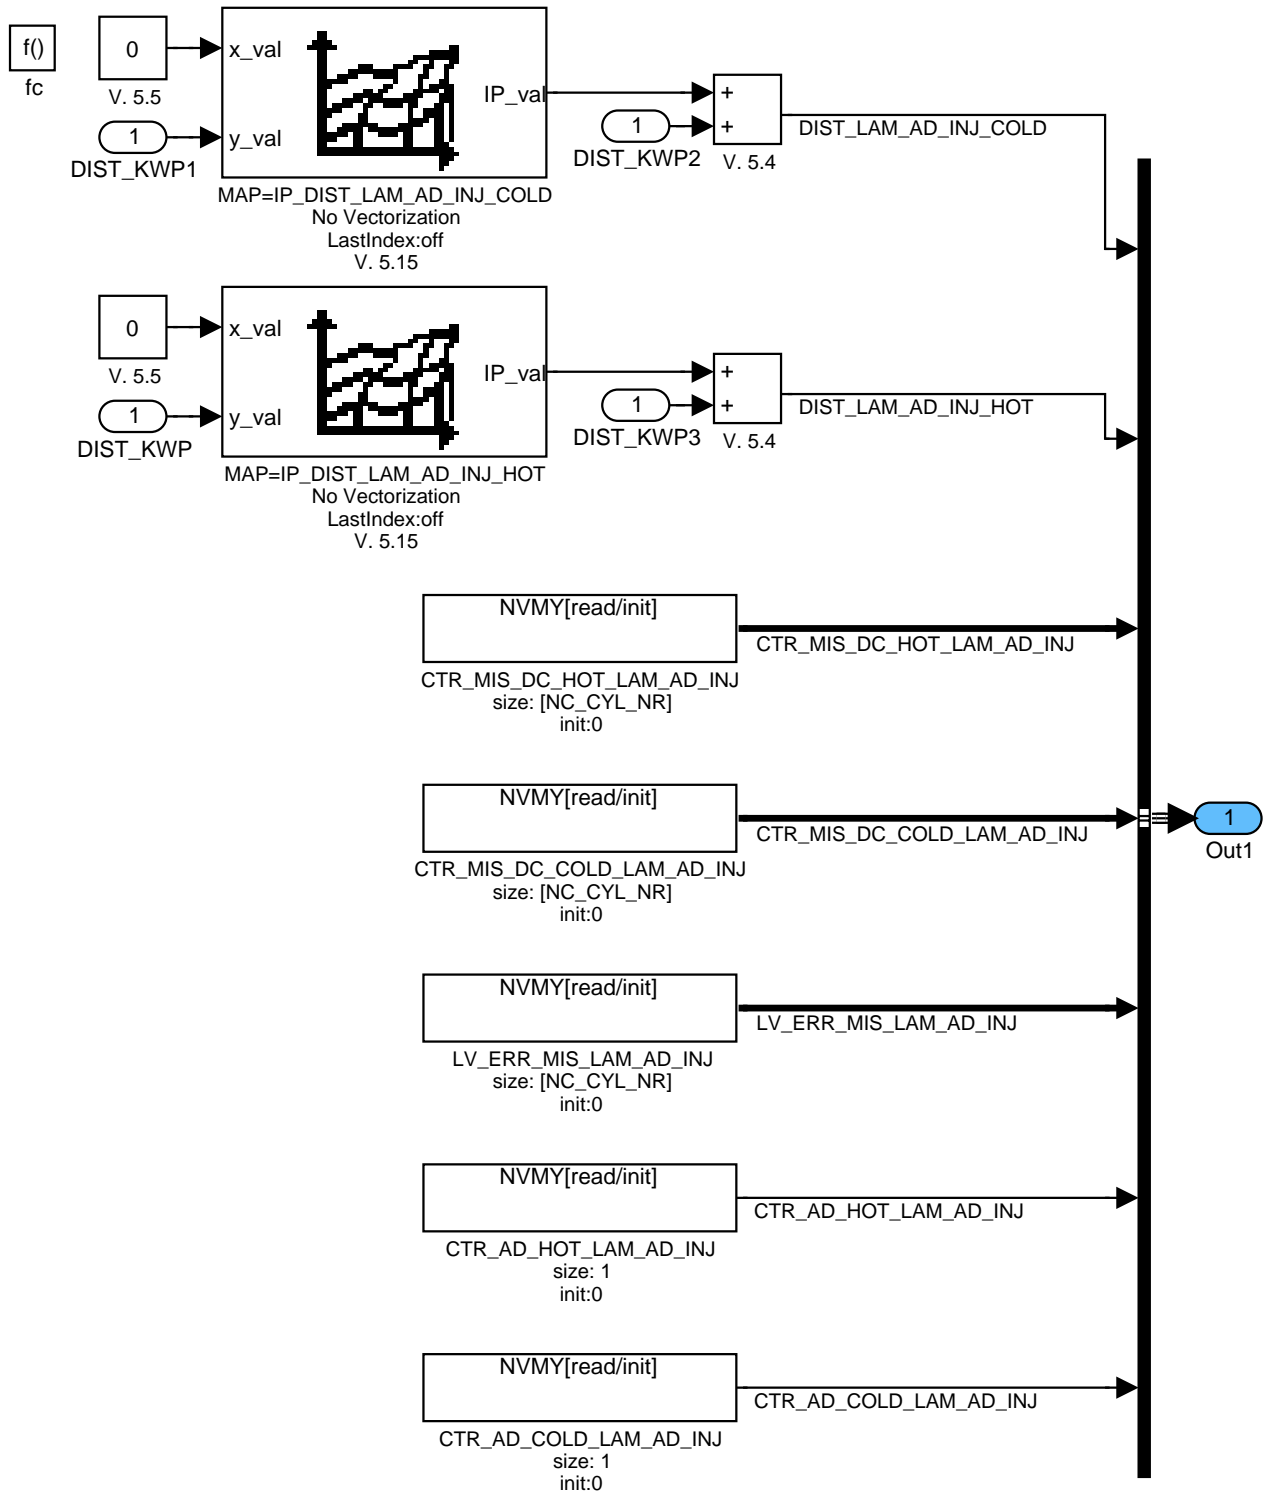 f()
fc
0
V. 5.5
1
DIST_KWP1
x_val
y_val
IP_val
MAP=IP_DIST_LAM_AD_INJ_COLD
No Vectorization
LastIndex:off
V. 5.15
1
DIST_KWP2
+
+
V. 5.4
DIST_LAM_AD_INJ_COLD
0
V. 5.5
1
DIST_KWP
x_val
y_val
IP_val
MAP=IP_DIST_LAM_AD_INJ_HOT
No Vectorization
LastIndex:off
V. 5.15
1
DIST_KWP3
+
+
V. 5.4
DIST_LAM_AD_INJ_HOT
NVMY[read/init]
CTR_MIS_DC_HOT_LAM_AD_INJ
size: [NC_CYL_NR]
init:0
CTR_MIS_DC_HOT_LAM_AD_INJ
NVMY[read/init]
CTR_MIS_DC_COLD_LAM_AD_INJ
size: [NC_CYL_NR]
init:0
CTR_MIS_DC_COLD_LAM_AD_INJ
1
Out1
NVMY[read/init]
LV_ERR_MIS_LAM_AD_INJ
size: [NC_CYL_NR]
init:0
LV_ERR_MIS_LAM_AD_INJ
NVMY[read/init]
CTR_AD_HOT_LAM_AD_INJ
size: 1
init:0
CTR_AD_HOT_LAM_AD_INJ
NVMY[read/init]
CTR_AD_COLD_LAM_AD_INJ
size: 1
init:0
CTR_AD_COLD_LAM_AD_INJ